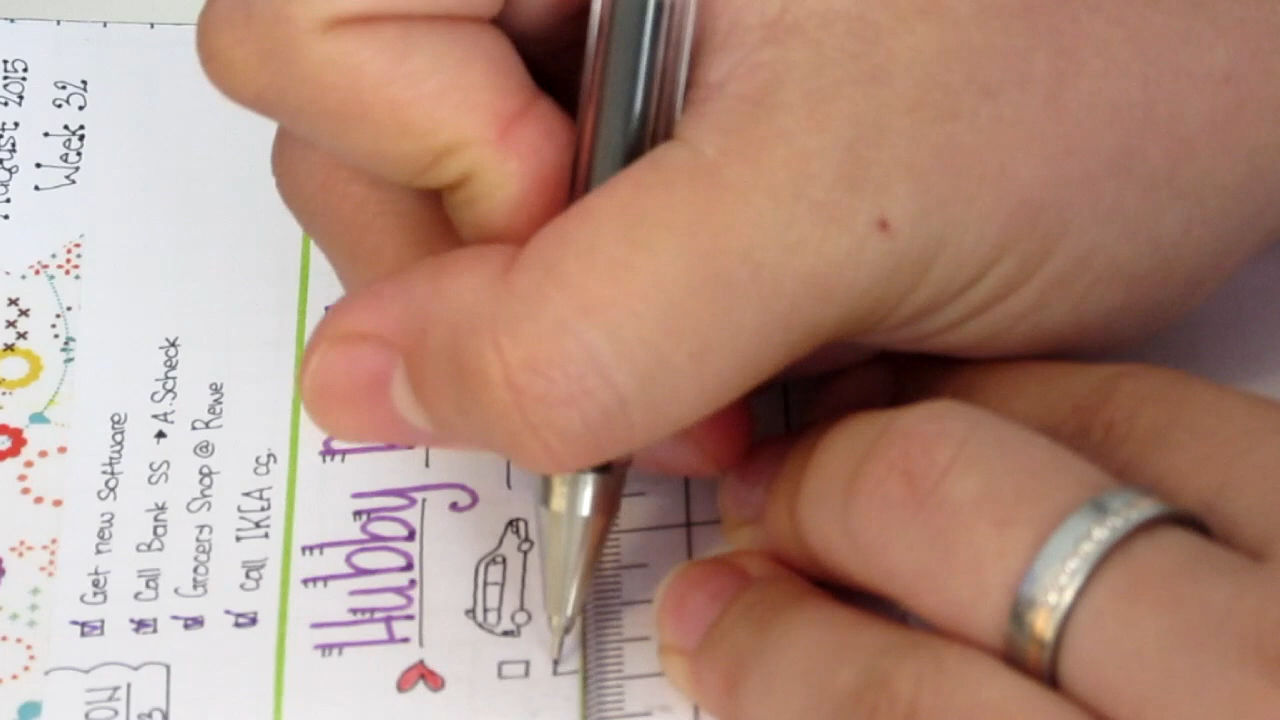 August 2015
Week 32
Get new Software
Call Bank SS → A.Scheck
Grocery Shop @ Rewe
Call IKEA cs.
Hubby